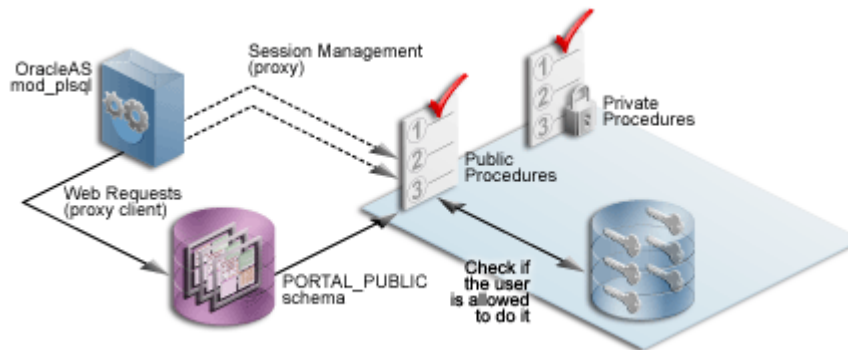 OracleAS
mod_plsql
Session Management
(proxy)
1
2
3
Private
Procedures
1
2
3
Public
Procedures
Web Requests
(proxy client)
PORTAL_PUBLIC
schema
Check if
the user
is allowed
to do it